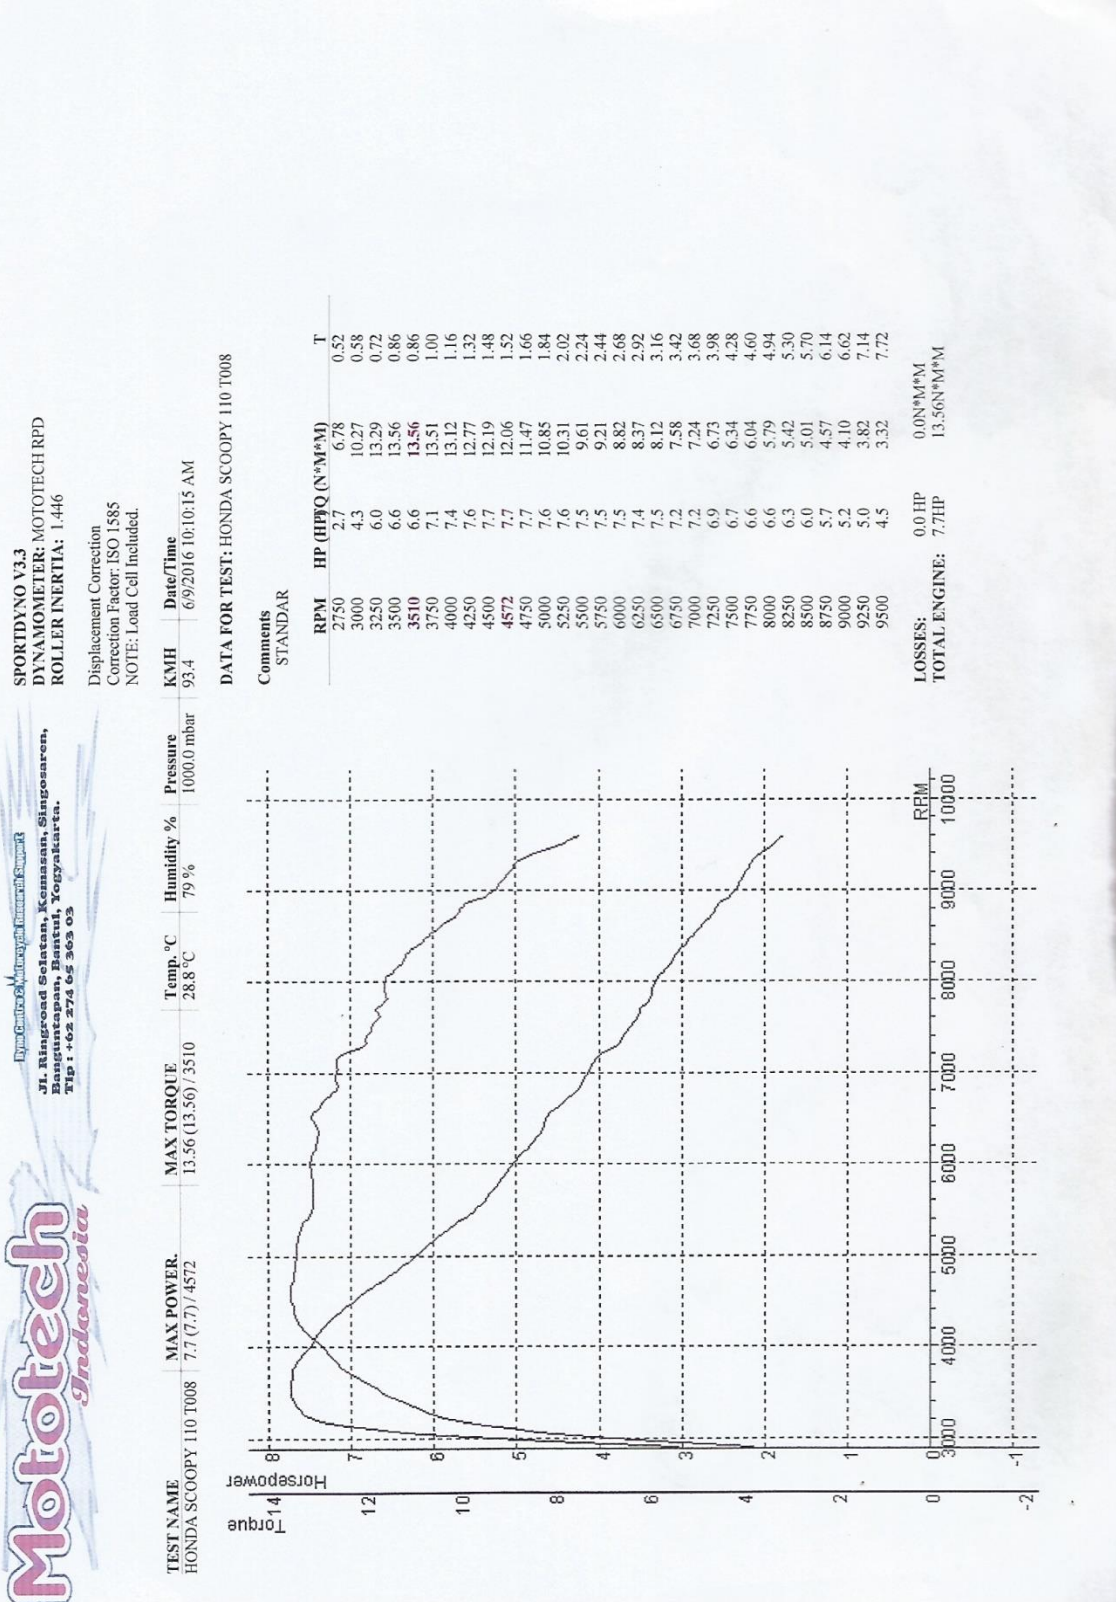 Mototech
Indonesia
Dyno Centre & Motorcycle Research Support
Jl. Ringroad Selatan, Kemasan, Singosaren,
Banguntapan, Bantul, Yogyakarta.
Tlp : +62 274 65 363 03
SPORTDYNO V3.3
DYNAMOMETER: MOTOTECH RPD
ROLLER INERTIA: 1.446
Displacement Correction
Correction Factor: ISO 1585
NOTE: Load Cell Included.
TEST NAME MAX POWER. MAX TORQUE Temp. °C Humidity % Pressure KMH Date/Time
HONDA SCOOPY 110 T008 7.7 (7.7) / 4572 13.56 (13.56) / 3510 28.8 °C 79 % 1000.0 mbar 93.4 6/9/2016 10:10:15 AM
Torque
14
12
10
8
6
4
2
0
-2
Horsepower
8
7
6
5
4
3
2
1
0
-1
3000 4000 5000 6000 7000 8000 9000 10000
RPM
DATA FOR TEST: HONDA SCOOPY 110 T008
Comments
STANDAR
RPM HP (HP)TQ (N*M*M) T
2750 2.7 6.78 0.52
3000 4.3 10.27 0.58
3250 6.0 13.29 0.72
3500 6.6 13.56 0.86
3510 6.6 13.56 0.86
3750 7.1 13.51 1.00
4000 7.4 13.12 1.16
4250 7.6 12.77 1.32
4500 7.7 12.19 1.48
4572 7.7 12.06 1.52
4750 7.7 11.47 1.66
5000 7.6 10.85 1.84
5250 7.6 10.31 2.02
5500 7.5 9.61 2.24
5750 7.5 9.21 2.44
6000 7.5 8.82 2.68
6250 7.4 8.37 2.92
6500 7.5 8.12 3.16
6750 7.2 7.58 3.42
7000 7.2 7.24 3.68
7250 6.9 6.73 3.98
7500 6.7 6.34 4.28
7750 6.6 6.04 4.60
8000 6.6 5.79 4.94
8250 6.3 5.42 5.30
8500 6.0 5.01 5.70
8750 5.7 4.57 6.14
9000 5.2 4.10 6.62
9250 5.0 3.82 7.14
9500 4.5 3.32 7.72
LOSSES: 0.0 HP 0.0N*M*M
TOTAL ENGINE: 7.7HP 13.56N*M*M